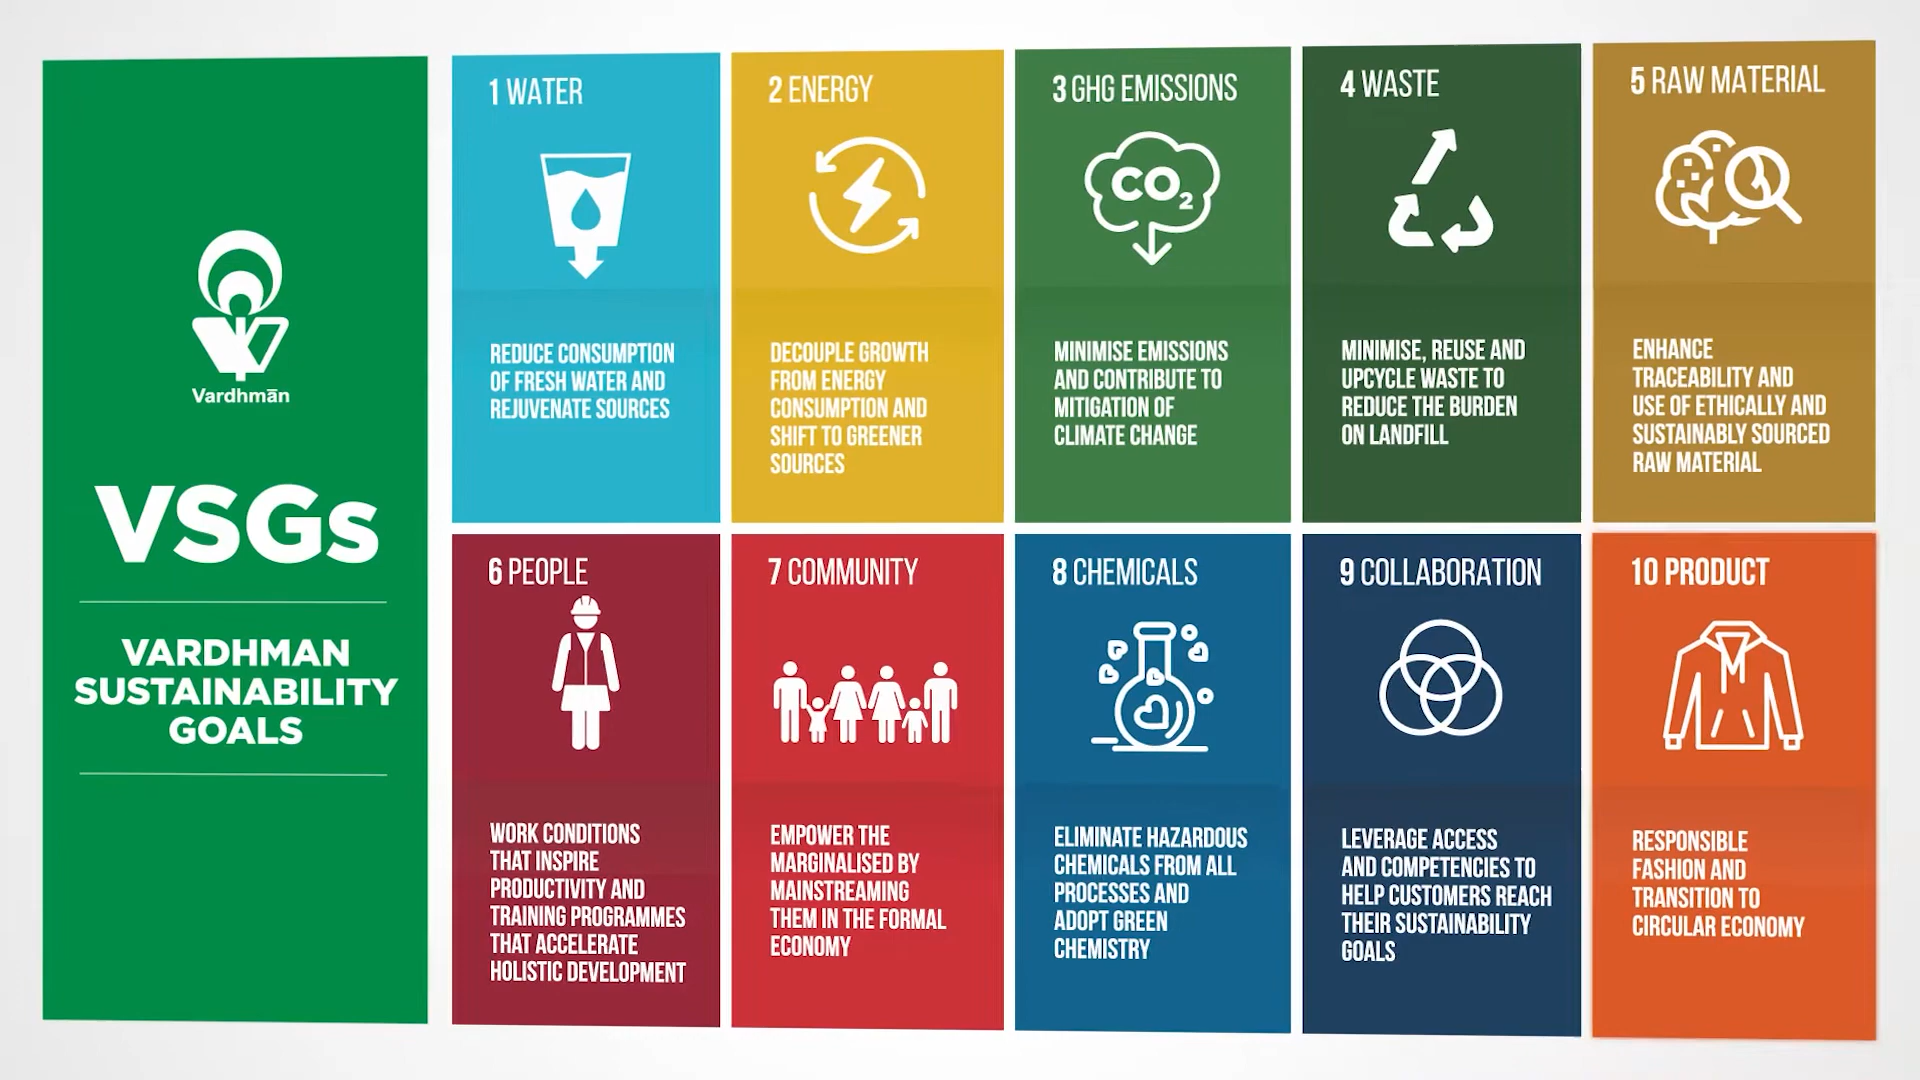 Vardhmān
VSGs
VARDHMAN
SUSTAINABILITY
GOALS
1 WATER
REDUCE CONSUMPTION
OF FRESH WATER AND
REJUVENATE SOURCES
2 ENERGY
DECOUPLE GROWTH
FROM ENERGY
CONSUMPTION AND
SHIFT TO GREENER
SOURCES
3 GHG EMISSIONS
CO2
MINIMISE EMISSIONS
AND CONTRIBUTE TO
MITIGATION OF
CLIMATE CHANGE
4 WASTE
MINIMISE, REUSE AND
UPCYCLE WASTE TO
REDUCE THE BURDEN
ON LANDFILL
5 RAW MATERIAL
ENHANCE
TRACEABILITY AND
USE OF ETHICALLY AND
SUSTAINABLY SOURCED
RAW MATERIAL
6 PEOPLE
WORK CONDITIONS
THAT INSPIRE
PRODUCTIVITY AND
TRAINING PROGRAMMES
THAT ACCELERATE
HOLISTIC DEVELOPMENT
7 COMMUNITY
EMPOWER THE
MARGINALISED BY
MAINSTREAMING
THEM IN THE FORMAL
ECONOMY
8 CHEMICALS
ELIMINATE HAZARDOUS
CHEMICALS FROM ALL
PROCESSES AND
ADOPT GREEN
CHEMISTRY
9 COLLABORATION
LEVERAGE ACCESS
AND COMPETENCIES TO
HELP CUSTOMERS REACH
THEIR SUSTAINABILITY
GOALS
10 PRODUCT
RESPONSIBLE
FASHION AND
TRANSITION TO
CIRCULAR ECONOMY